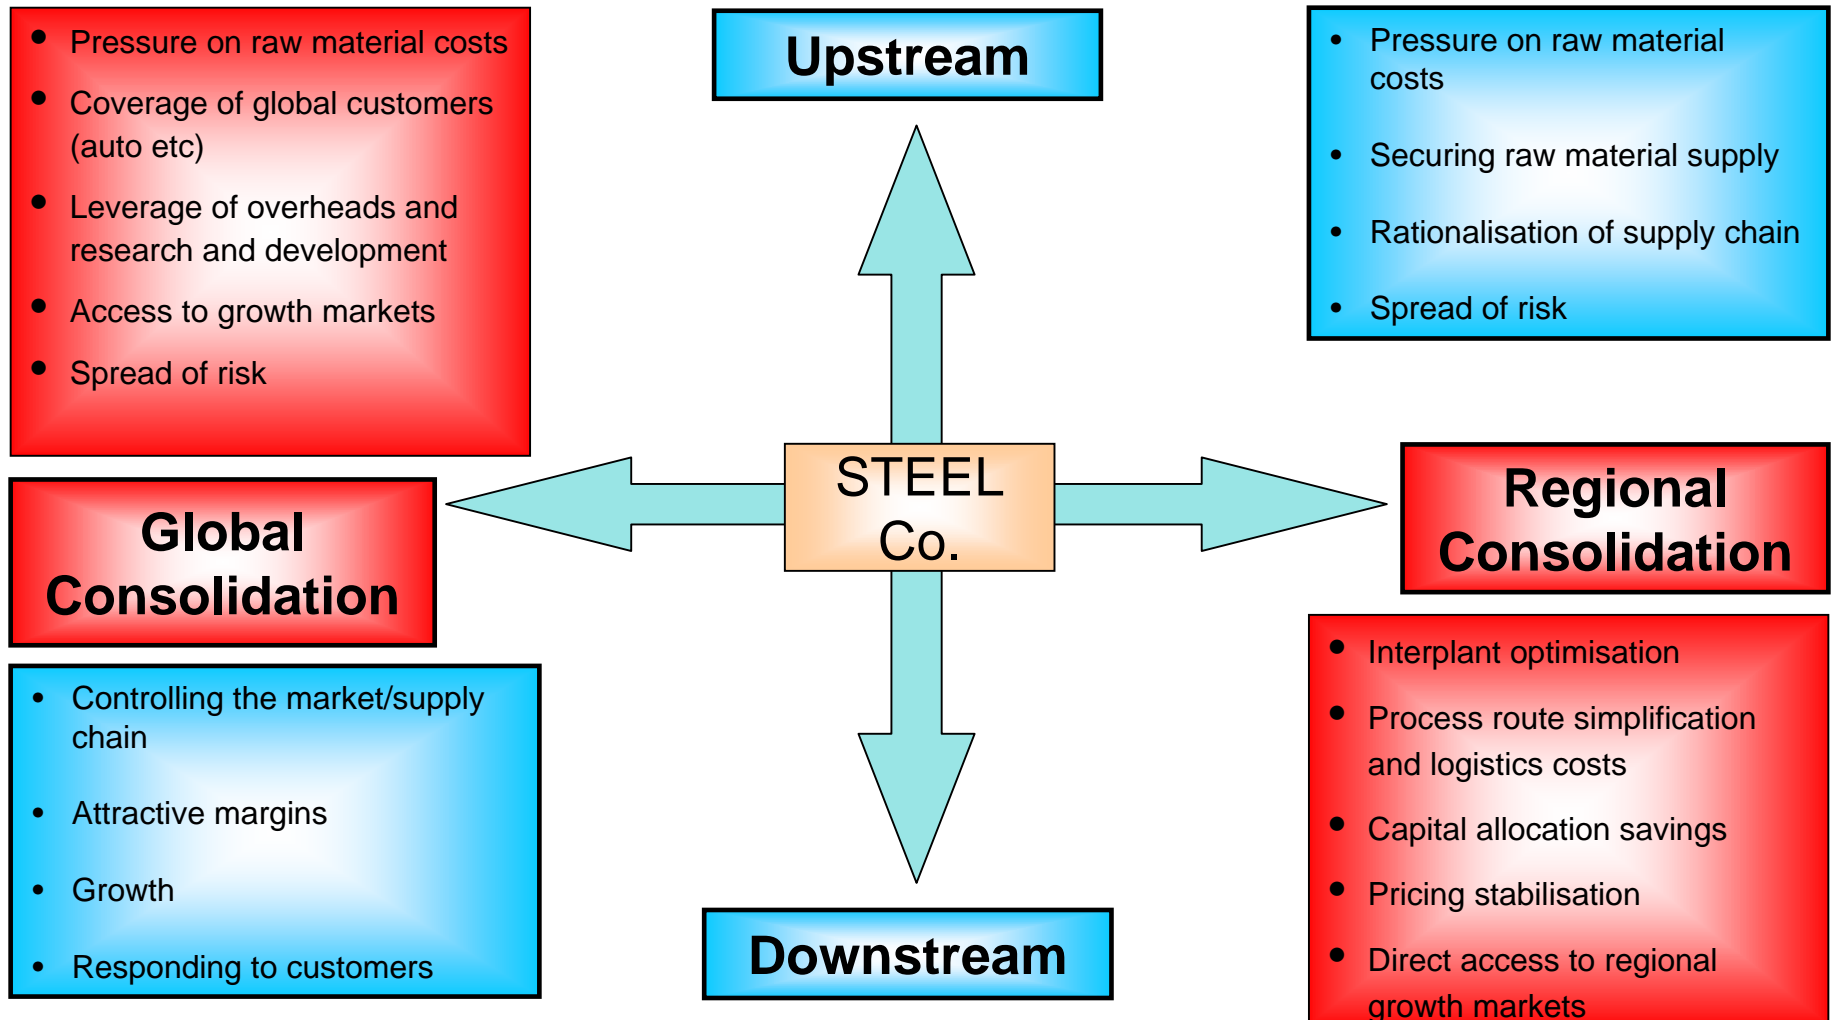 • Pressure on raw material costs
• Coverage of global customers
(auto etc)
• Leverage of overheads and
research and development
• Access to growth markets
• Spread of risk
Upstream
• Pressure on raw material
costs
• Securing raw material supply
• Rationalisation of supply chain
• Spread of risk
Global
Consolidation
STEEL
Co.
Regional
Consolidation
• Controlling the market/supply
chain
• Attractive margins
• Growth
• Responding to customers
Downstream
• Interplant optimisation
• Process route simplification
and logistics costs
• Capital allocation savings
• Pricing stabilisation
• Direct access to regional
growth markets